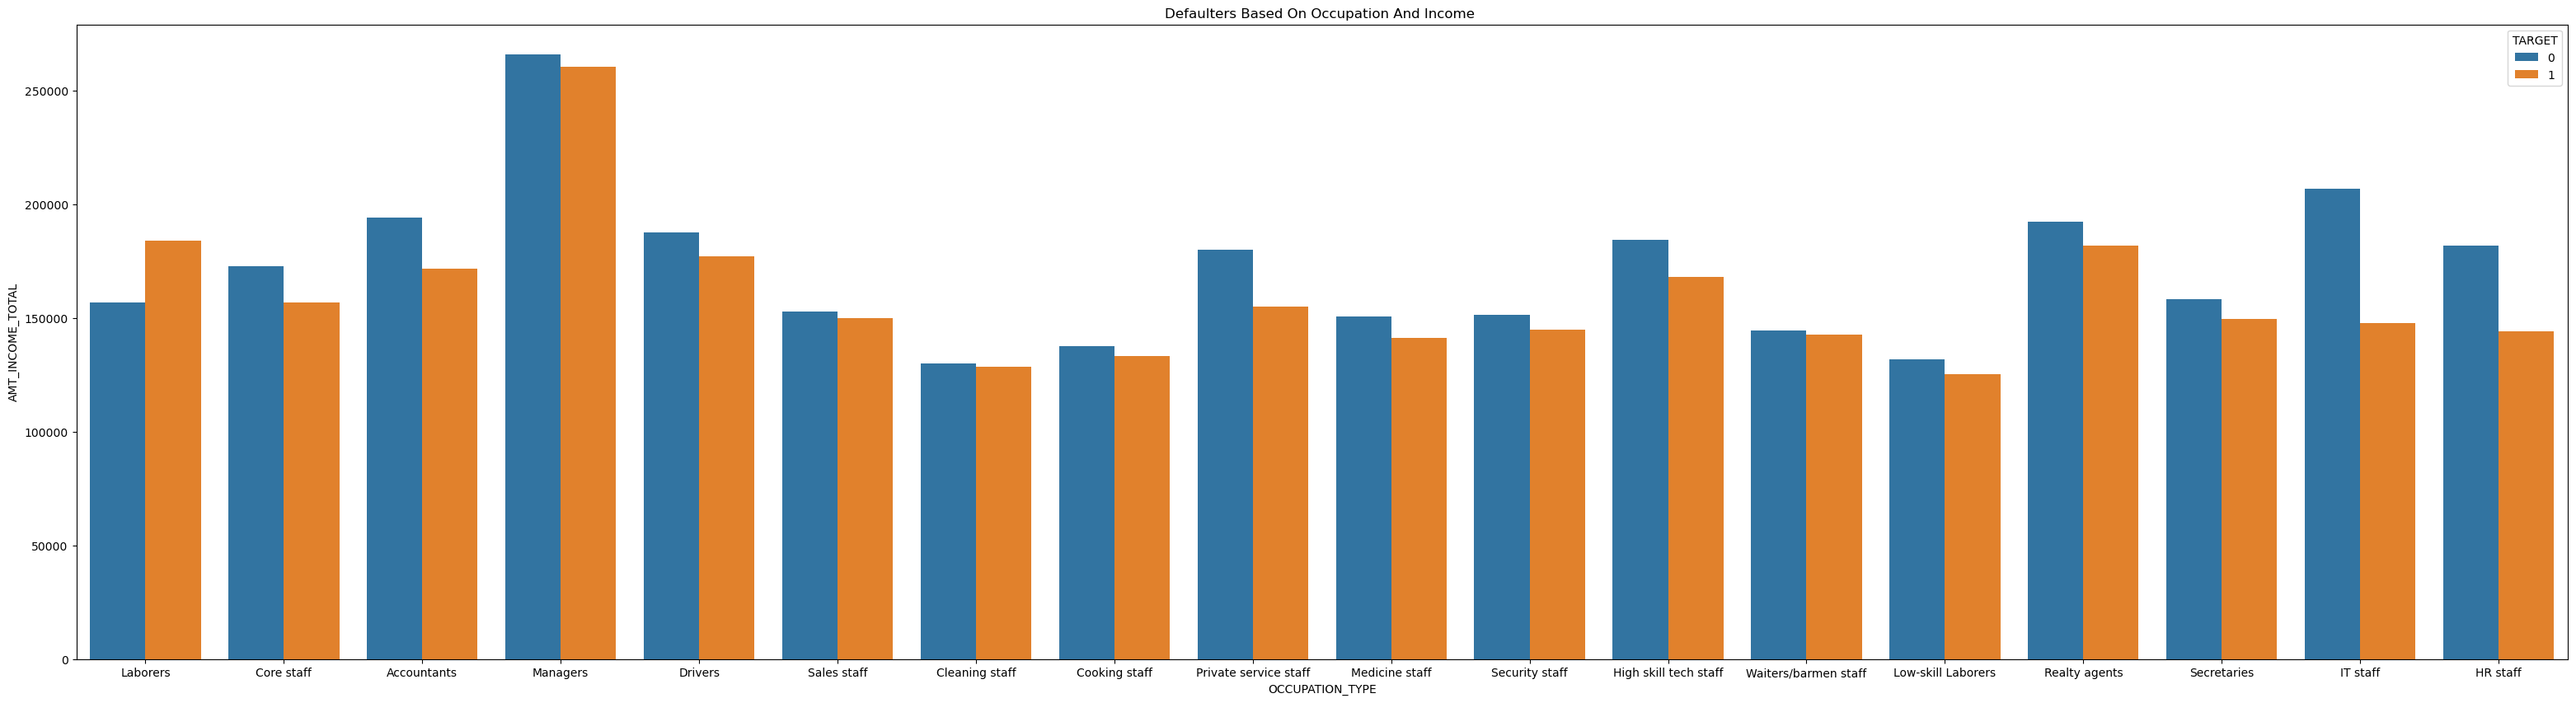 Defaulters Based On Occupation And Income
TARGET
0
1
250000
200000
150000
100000
50000
0
AMT_INCOME_TOTAL
Laborers
Core staff
Accountants
Managers
Drivers
Sales staff
Cleaning staff
Cooking staff
Private service staff
Medicine staff
Security staff
High skill tech staff
Waiters/barmen staff
Low-skill Laborers
Realty agents
Secretaries
IT staff
HR staff
OCCUPATION_TYPE